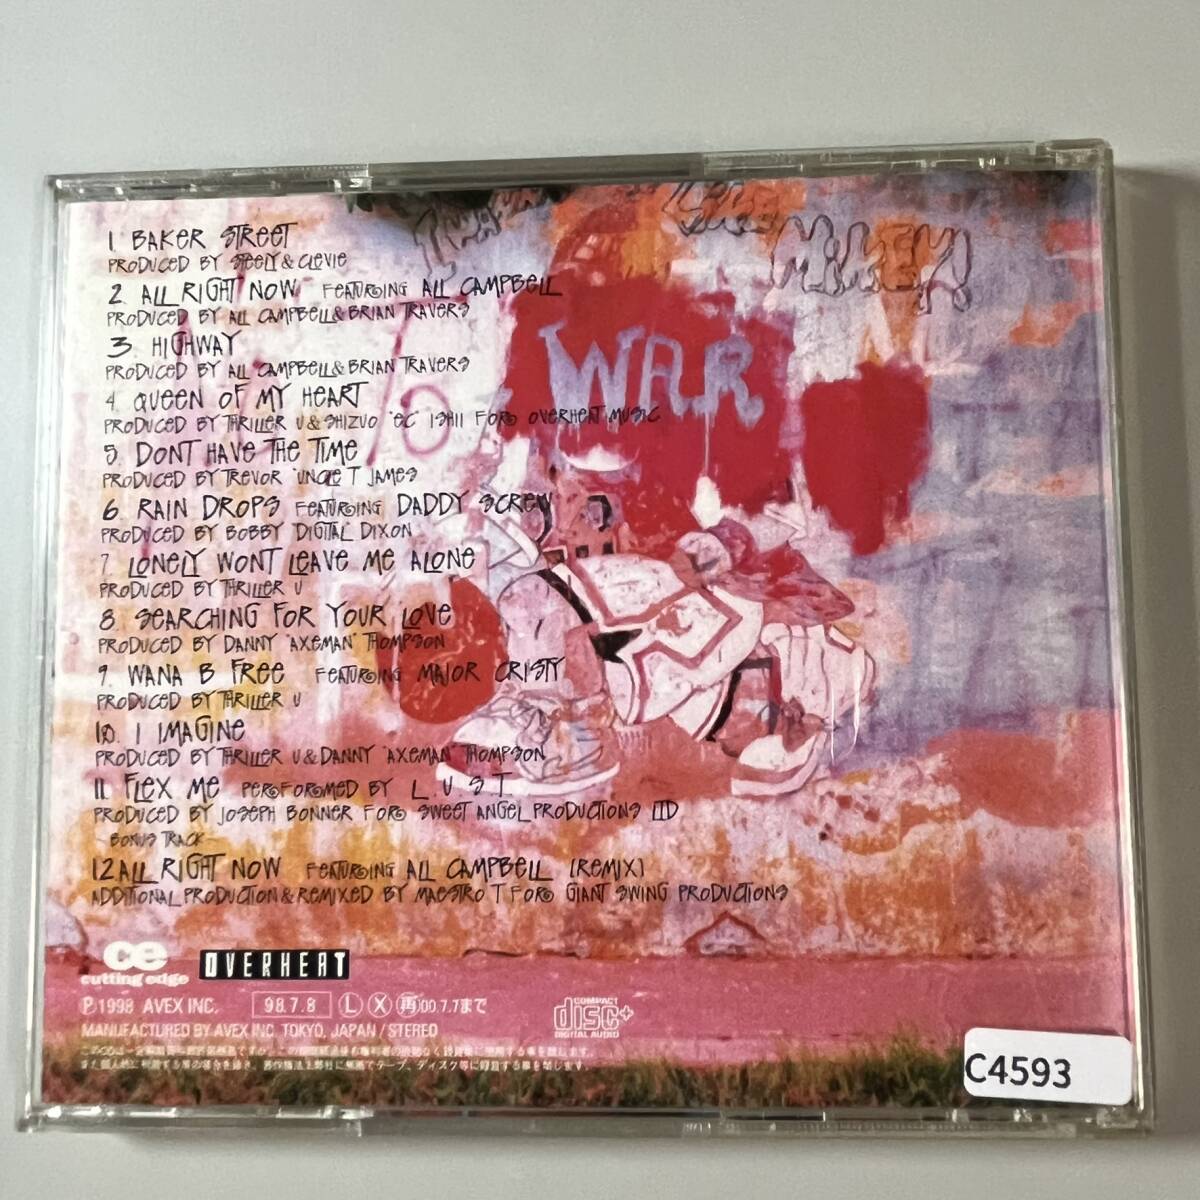 1. BAKER STREET
PRODUCED BY STEELY & CLEVIE
2. ALL RIGHT NOW FEATURING ALI CAMPBELL
PRODUCED BY ALI CAMPBELL & BRIAN TRAVERS
3. HIGHWAY
PRODUCED BY ALI CAMPBELL & BRIAN TRAVERS
4. QUEEN OF MY HEART
PRODUCED BY THRILLER U & SHIZUO "EC" ISHII FOR OVERHEAT MUSIC
5. DONT HAVE THE TIME
PRODUCED BY TREVOR "UNCLE T" JAMES
6. RAIN DROPS FEATURING DADDY SCREW
PRODUCED BY BOBBY DIGITAL DIXON
7. LONELY WONT LEAVE ME ALONE
PRODUCED BY THRILLER U
8. SEARCHING FOR YOUR LOVE
PRODUCED BY DANNY "AXEMAN" THOMPSON
9. WANA B FREE FEATURING MAJOR CRISTY
PRODUCED BY THRILLER U
10. I IMAGINE
PRODUCED BY THRILLER U & DANNY "AXEMAN" THOMPSON
11. FLEX ME PERFORMED BY L. U S T.
PRODUCED BY JOSEPH BONNER FOR SWEET ANGEL PRODUCTIONS LTD
BONUS TRACK
12. ALL RIGHT NOW FEATURING ALI CAMPBELL [REMIX]
ADDITIONAL PRODUCTION & REMIXED BY MAESTRO T FOR GIANT SWING PRODUCTIONS
WAR
ce
cutting edge
OVERHEAT
Ⓟ1998 AVEX INC. 98.7.8 Ⓛ Ⓧ 再00.7.7まで
MANUFACTURED BY AVEX INC. TOKYO, JAPAN / STEREO
COMPACT
disc+
DIGITAL AUDIO
C4593